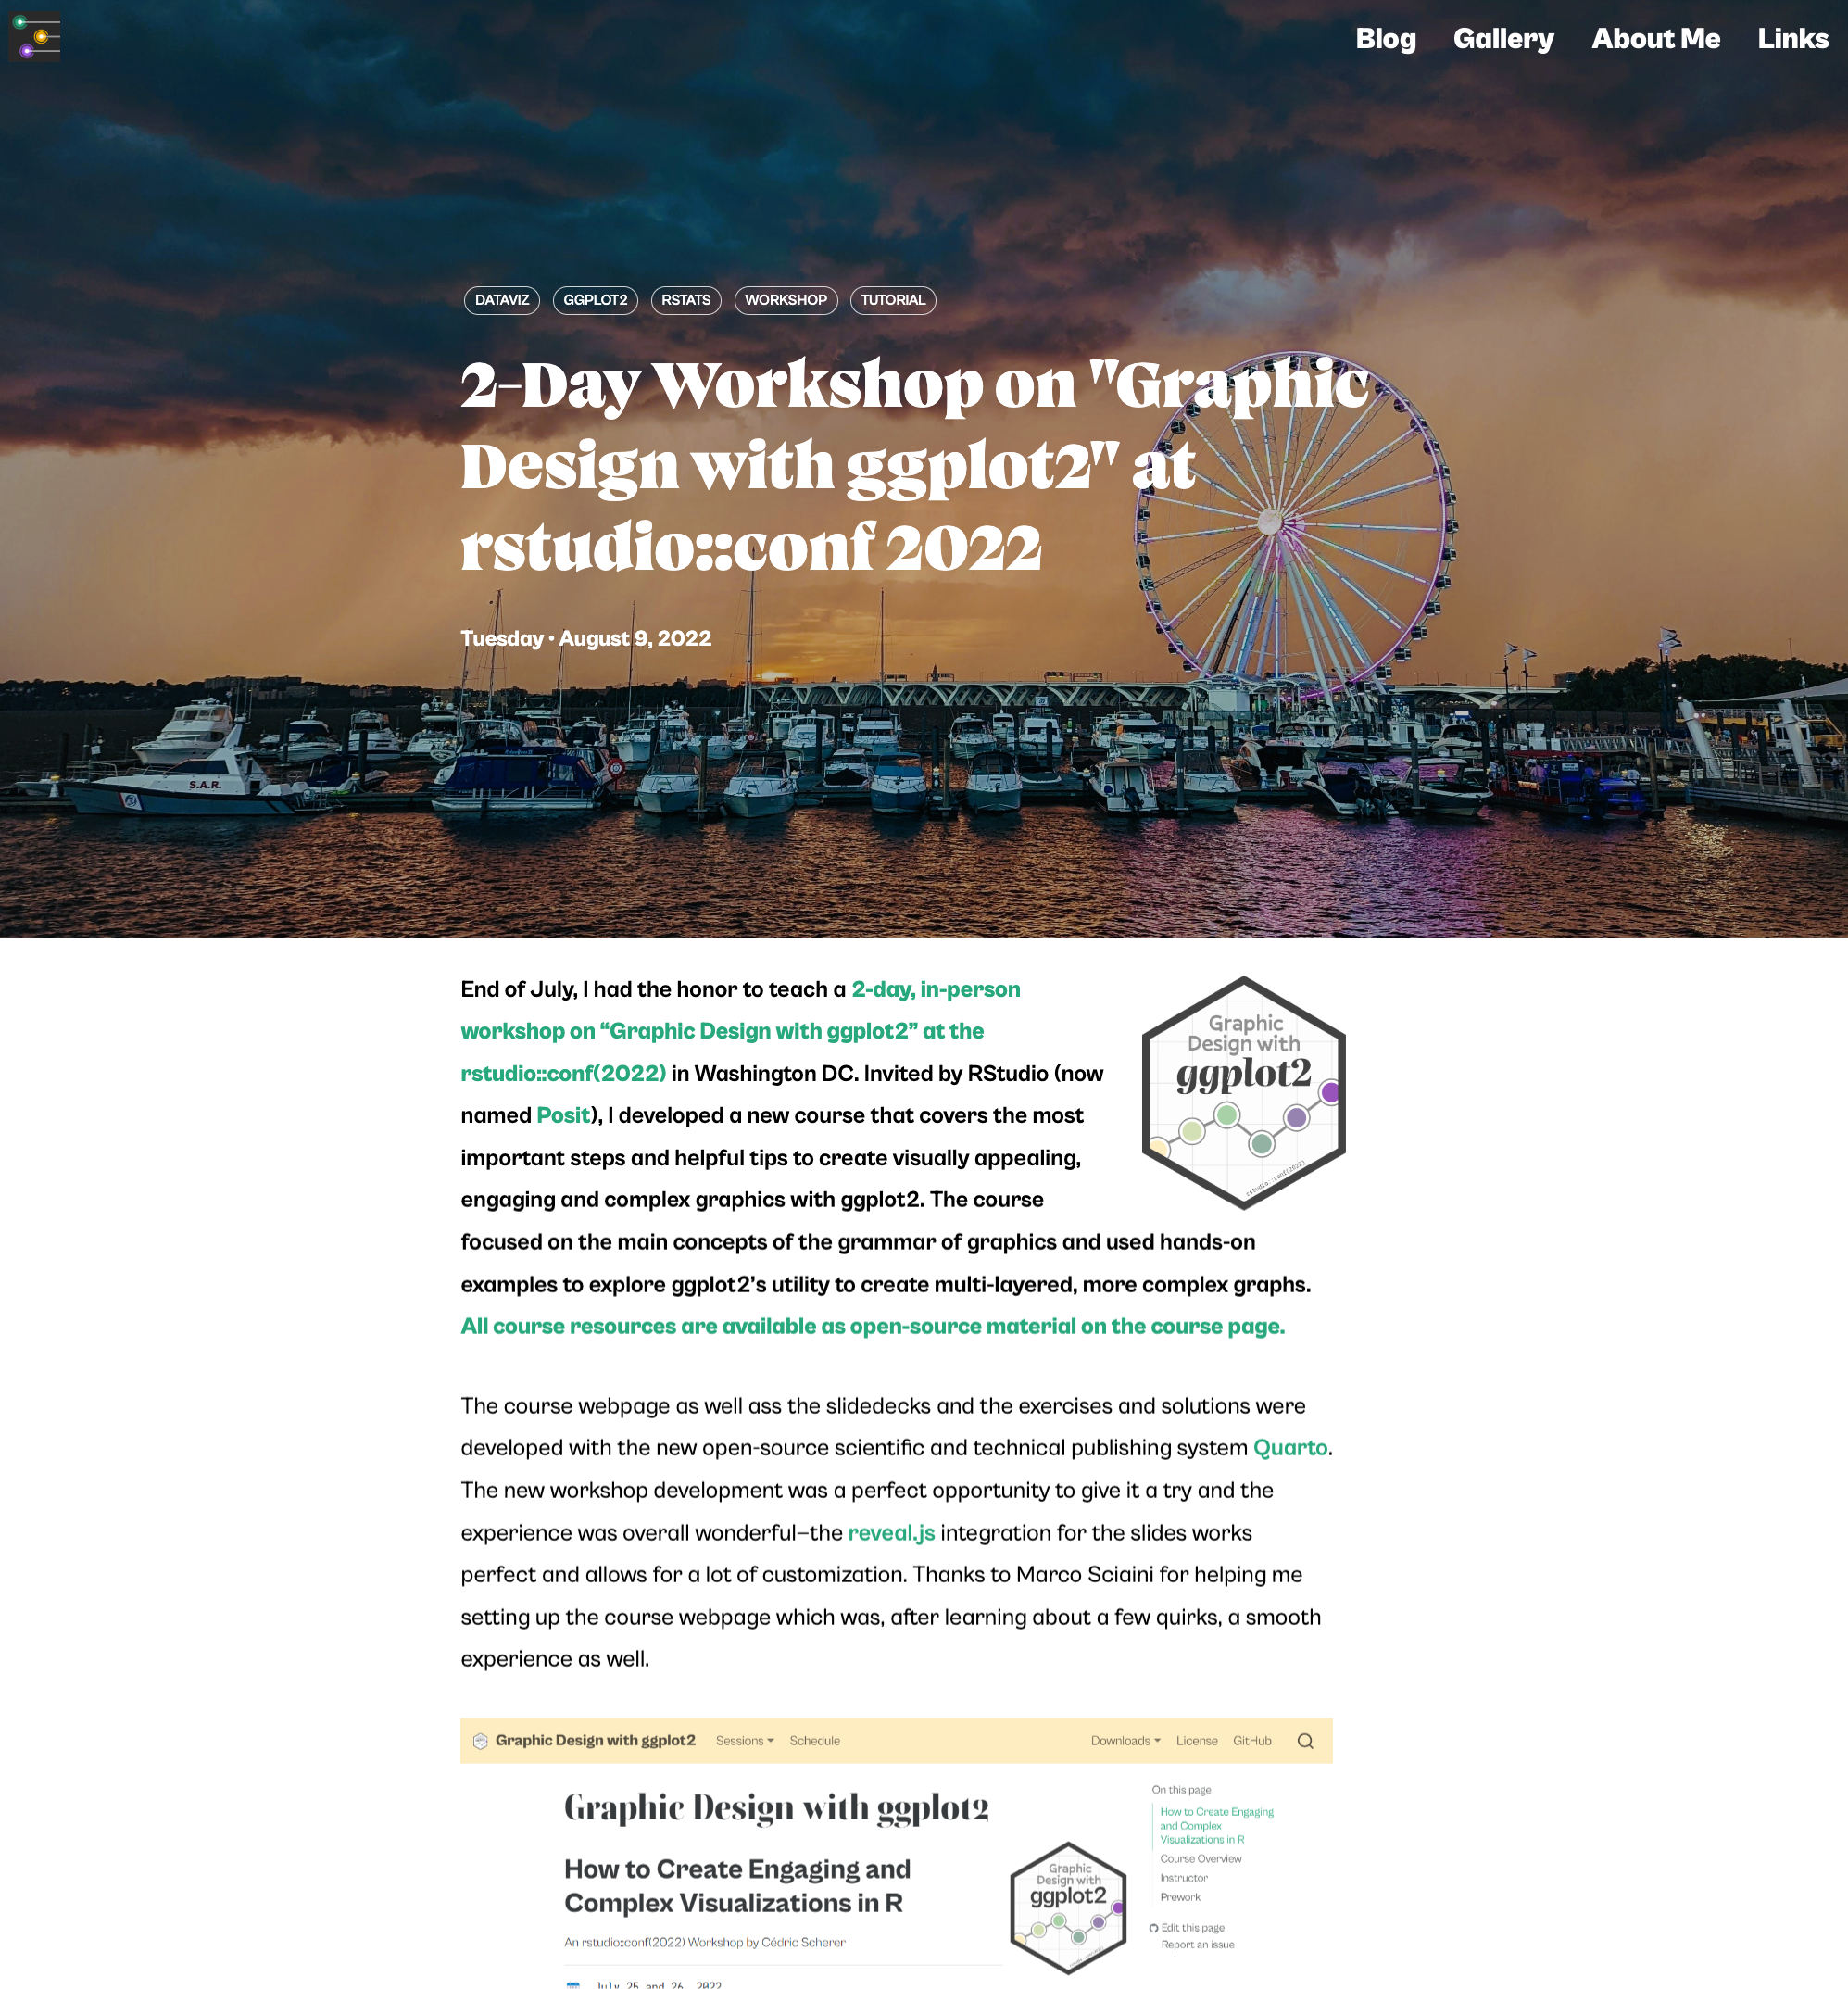 Blog Gallery About Me Links
DATAVIZ GGPLOT2 RSTATS WORKSHOP TUTORIAL
2-Day Workshop on "Graphic
Design with ggplot2" at
rstudio::conf 2022
Tuesday • August 9, 2022
S.A.R.
End of July, I had the honor to teach a 2-day, in-person
workshop on “Graphic Design with ggplot2” at the
rstudio::conf(2022) in Washington DC. Invited by RStudio (now
named Posit), I developed a new course that covers the most
important steps and helpful tips to create visually appealing,
engaging and complex graphics with ggplot2. The course
focused on the main concepts of the grammar of graphics and used hands-on
examples to explore ggplot2’s utility to create multi-layered, more complex graphs.
All course resources are available as open-source material on the course page.
Graphic
Design with
ggplot2
rstudio::conf(2022)
The course webpage as well ass the slidedecks and the exercises and solutions were
developed with the new open-source scientific and technical publishing system Quarto.
The new workshop development was a perfect opportunity to give it a try and the
experience was overall wonderful—the reveal.js integration for the slides works
perfect and allows for a lot of customization. Thanks to Marco Sciaini for helping me
setting up the course webpage which was, after learning about a few quirks, a smooth
experience as well.
Graphic Design with ggplot2 Sessions Schedule Downloads License GitHub
Graphic Design with ggplot2
How to Create Engaging and
Complex Visualizations in R
An rstudio::conf(2022) Workshop by Cédric Scherer
July 25 and 26, 2022
Graphic
Design with
ggplot2
On this page
How to Create Engaging
and Complex
Visualizations in R
Course Overview
Instructor
Prework
Edit this page
Report an issue